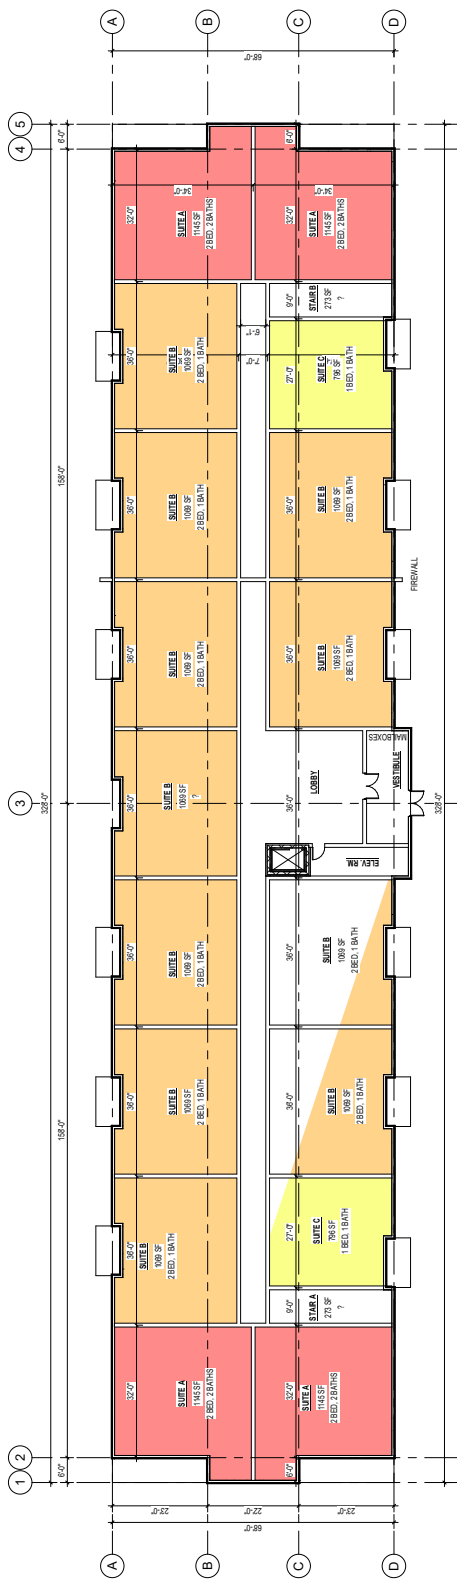 1
2
3
4
5
328'-0"
6'-0"
158'-0"
158'-0"
6'-0"
A
A
32'-0"
36'-0"
36'-0"
36'-0"
36'-0"
36'-0"
36'-0"
36'-0"
32'-0"
SUITE A
1145 SF
2 BED, 2 BATHS
SUITE B
1069 SF
2 BED, 1 BATH
SUITE B
1069 SF
2 BED, 1 BATH
SUITE B
1069 SF
2 BED, 1 BATH
SUITE B
1069 SF
?
SUITE B
1069 SF
2 BED, 1 BATH
SUITE B
1069 SF
2 BED, 1 BATH
SUITE B
1069 SF
2 BED, 1 BATH
SUITE A
1145 SF
2 BED, 2 BATHS
23'-0"
22'-0"
23'-0"
68'-0"
34'-0"
34'-0"
68'-0"
B
B
7'-0"
C
C
6'-0"
32'-0"
9'-0"
27'-0"
36'-0"
36'-0"
36'-0"
36'-0"
36'-0"
27'-0"
9'-0"
32'-0"
6'-0"
SUITE A
1145 SF
2 BED, 2 BATHS
STAIR A
273 SF
?
SUITE C
796 SF
1 BED, 1 BATH
SUITE B
1069 SF
2 BED, 1 BATH
SUITE B
1069 SF
2 BED, 1 BATH
ELEV. RM.
LOBBY
VESTIBULE
MAILBOXES
SUITE B
1069 SF
2 BED, 1 BATH
SUITE B
1069 SF
2 BED, 1 BATH
SUITE C
796 SF
1 BED, 1 BATH
STAIR B
273 SF
?
SUITE A
1145 SF
2 BED, 2 BATHS
D
D
FIREWALL
328'-0"